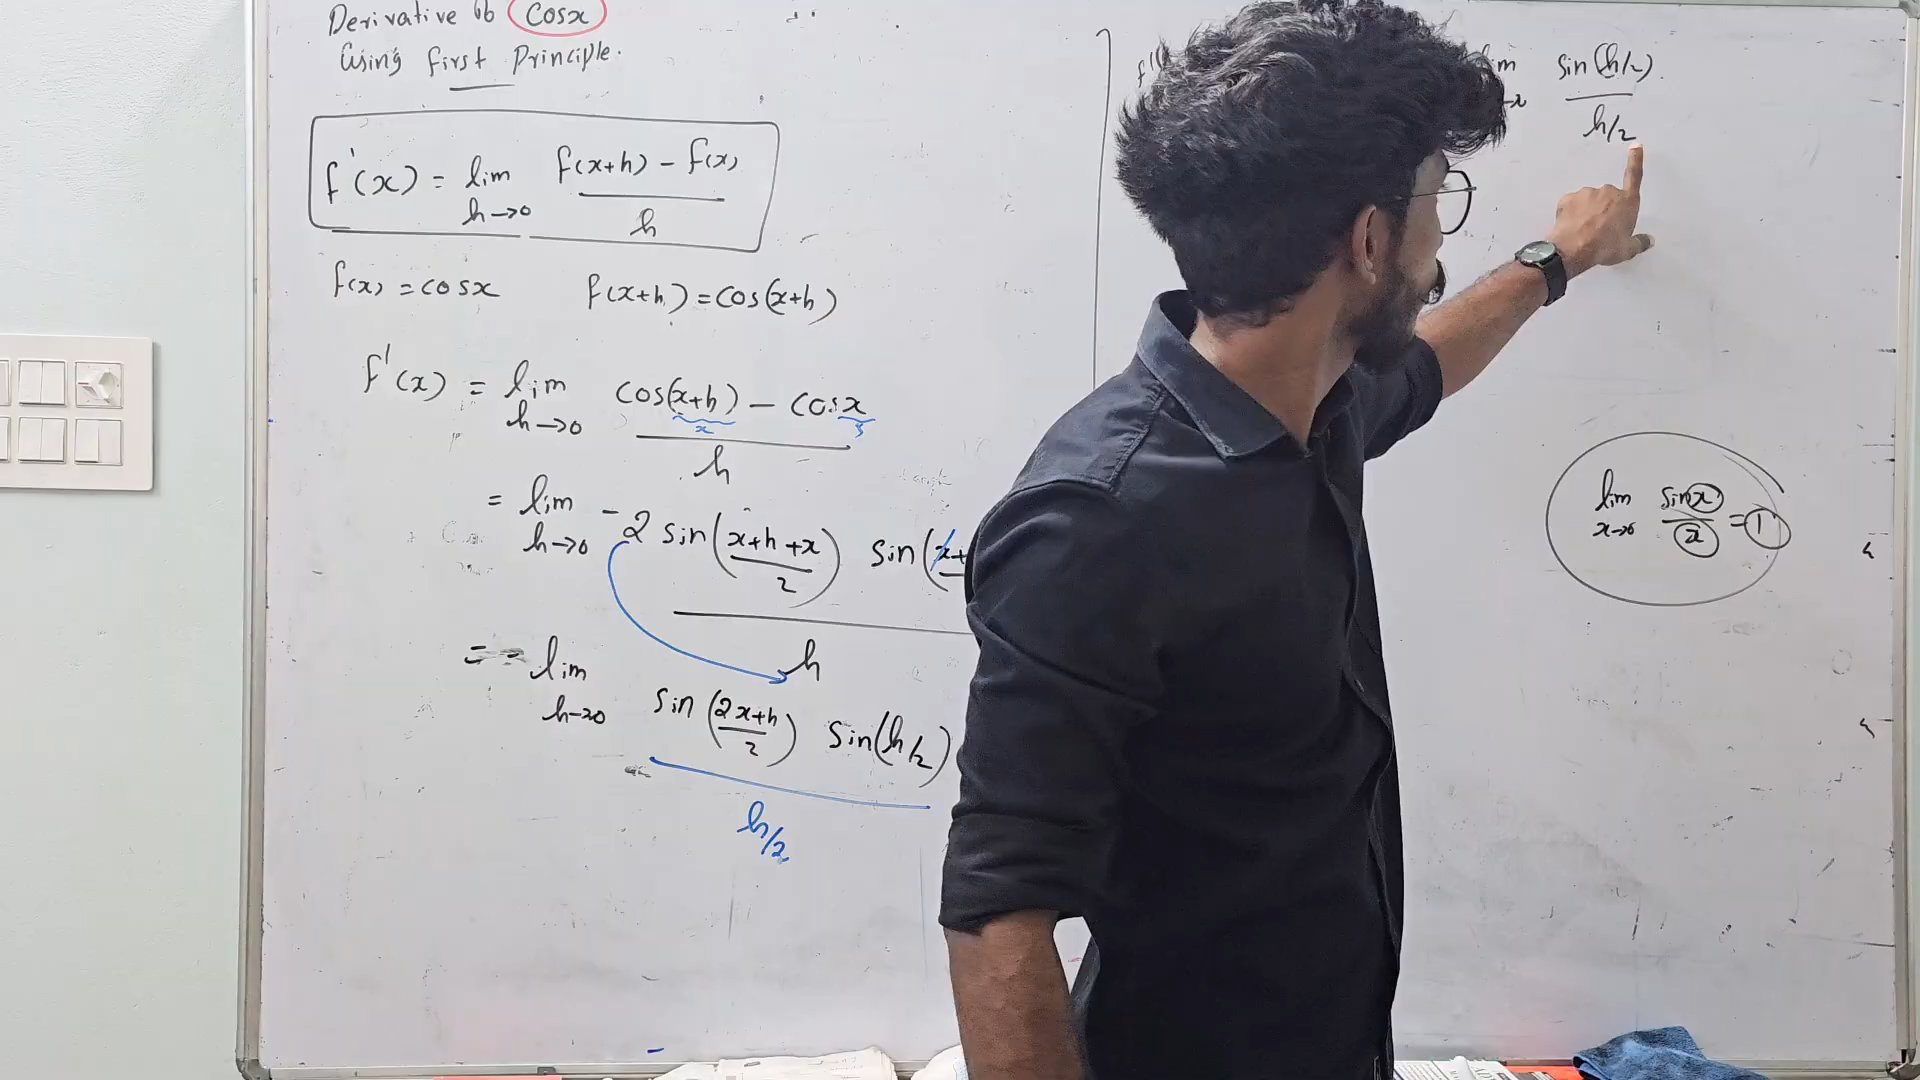 Derivative of cosx
Using first Principle.
f'(x) = lim h→0 f(x+h) - f(x) / h
f(x) = cosx f(x+h) = cos(x+h)
f'(x) = lim h→0 cos(x+h) - cosx / h
x
= lim h→0 -2 sin(x+h+x / 2) sin(x+ / h
= - lim h→0 sin(2x+h / 2) sin(h/2) / h/2
sin(h/2) / h/2
lim x→0 sinx / x = 1